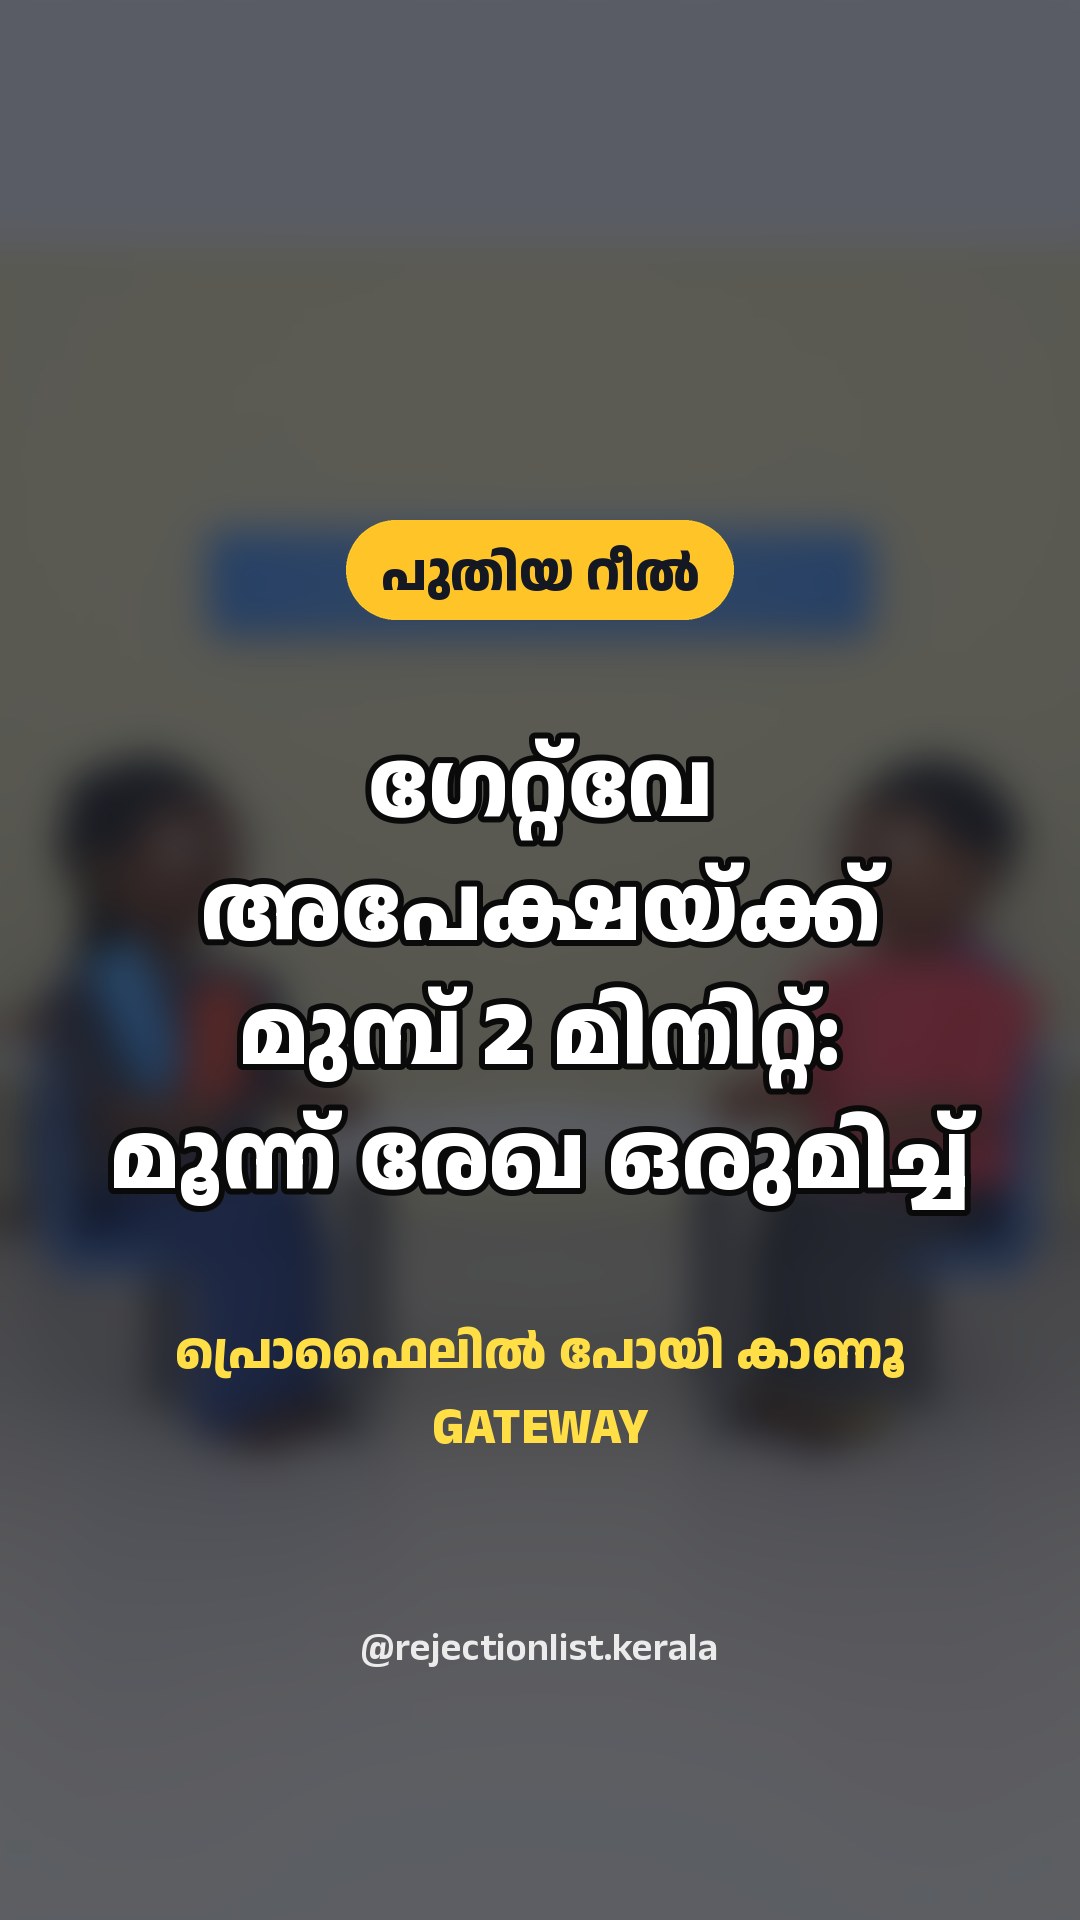 പുതിയ റീൽ
ഗേറ്റ്‌വേ
അപേക്ഷയ്ക്ക്
മുമ്പ് 2 മിനിറ്റ്:
മൂന്ന് രേഖ ഒരുമിച്ച്
പ്രൊഫൈലിൽ പോയി കാണൂ
GATEWAY
@rejectionlist.kerala